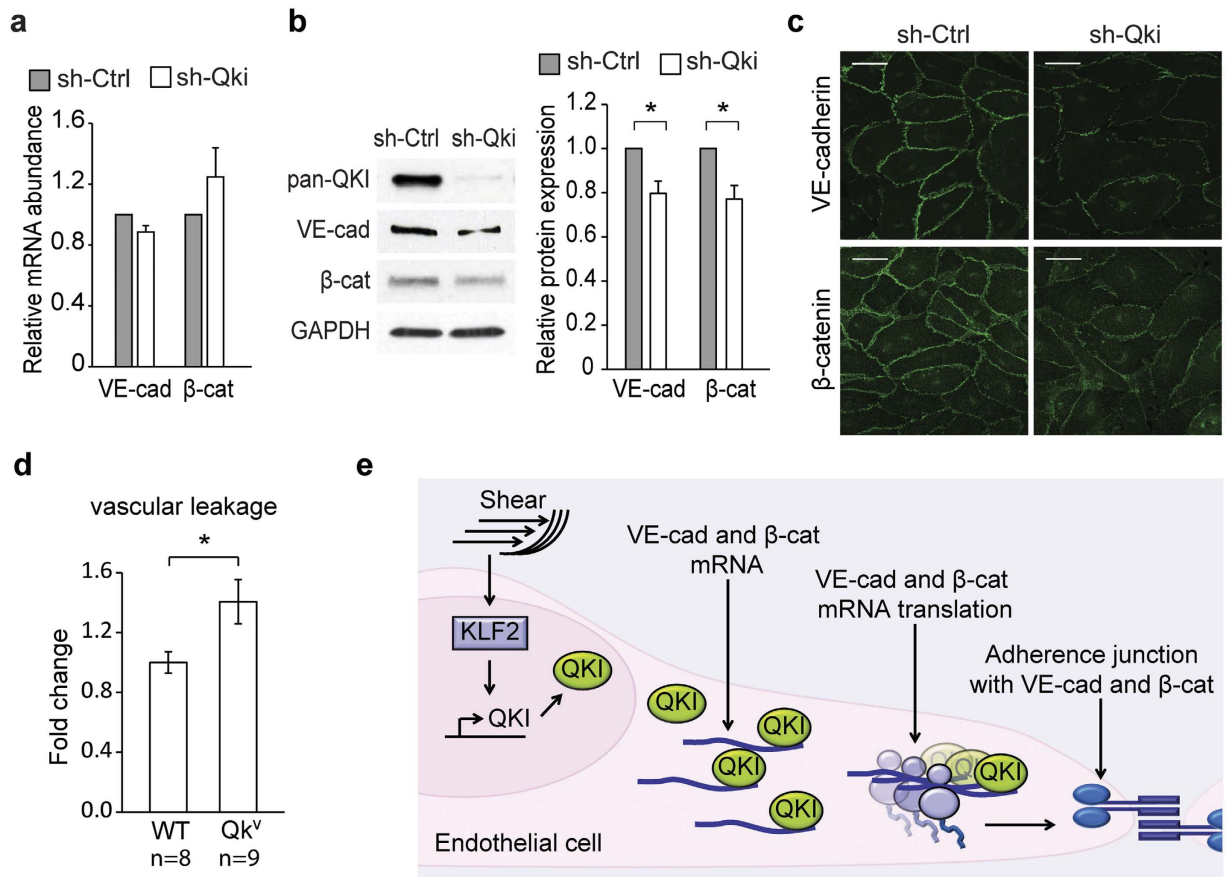 a
sh-Ctrl sh-Qki
Relative mRNA abundance
1.6
1.2
0.8
0.4
0
VE-cad β-cat
b
sh-Ctrl sh-Qki
pan-QKI
VE-cad
β-cat
GAPDH
sh-Ctrl sh-Qki
Relative protein expression
1.2
1.0
0.8
0.6
0.4
0.2
0
* *
VE-cad β-cat
c
sh-Ctrl sh-Qki
VE-cadherin
β-catenin
d
vascular leakage
*
Fold change
1.6
1.2
0.8
0.4
0.0
WT Qkᵛ
n=8 n=9
e
Shear
KLF2
QKI
QKI
VE-cad and β-cat
mRNA
QKI
QKI
QKI
QKI
VE-cad and β-cat
mRNA translation
QKI
Adherence junction
with VE-cad and β-cat
Endothelial cell